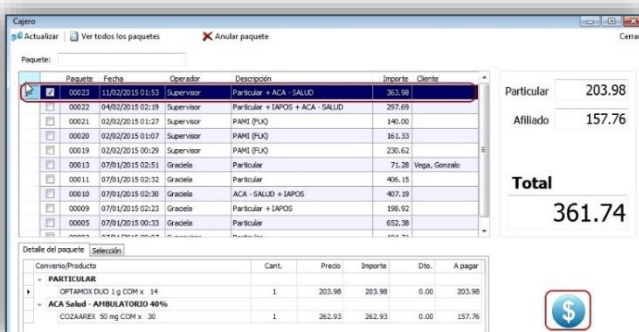 Cajero
Actualizar Ver todos los paquetes Anular paquete Cerrar
Paquete:
Paquete Fecha Operador Descripción Importe Cliente
00023 11/02/2015 01:53 Supervisor Particular + ACA - SALUD 363.98
00022 04/02/2015 02:19 Supervisor Particular + IAPOS + ACA - SALUD 297.69
00021 02/02/2015 01:27 Supervisor PAMI (FLK) 140.00
00020 02/02/2015 01:07 Supervisor PAMI (FLK) 161.33
00019 02/02/2015 00:29 Supervisor PAMI (FLK) 230.62
00013 07/01/2015 02:51 Graciela Particular 71.28 Vega, Gonzalo
00011 07/01/2015 02:32 Graciela Particular 406.15
00010 07/01/2015 02:30 Graciela ACA - SALUD + IAPOS 407.19
00009 07/01/2015 02:23 Graciela Particular + IAPOS 198.92
00005 07/01/2015 00:33 Graciela Particular 652.38
Particular 203.98
Afiliado 157.76
Total
361.74
Detalle del paquete Selección
Convenio/Producto Cant. Precio Importe Dto. A pagar
- PARTICULAR
OPTAMOX DUO 1 g COM x 14 1 203.98 203.98 0.00 203.98
- ACA Salud - AMBULATORIO 40%
COZAAREX 50 mg COM x 30 1 262.93 262.93 0.00 157.76
$